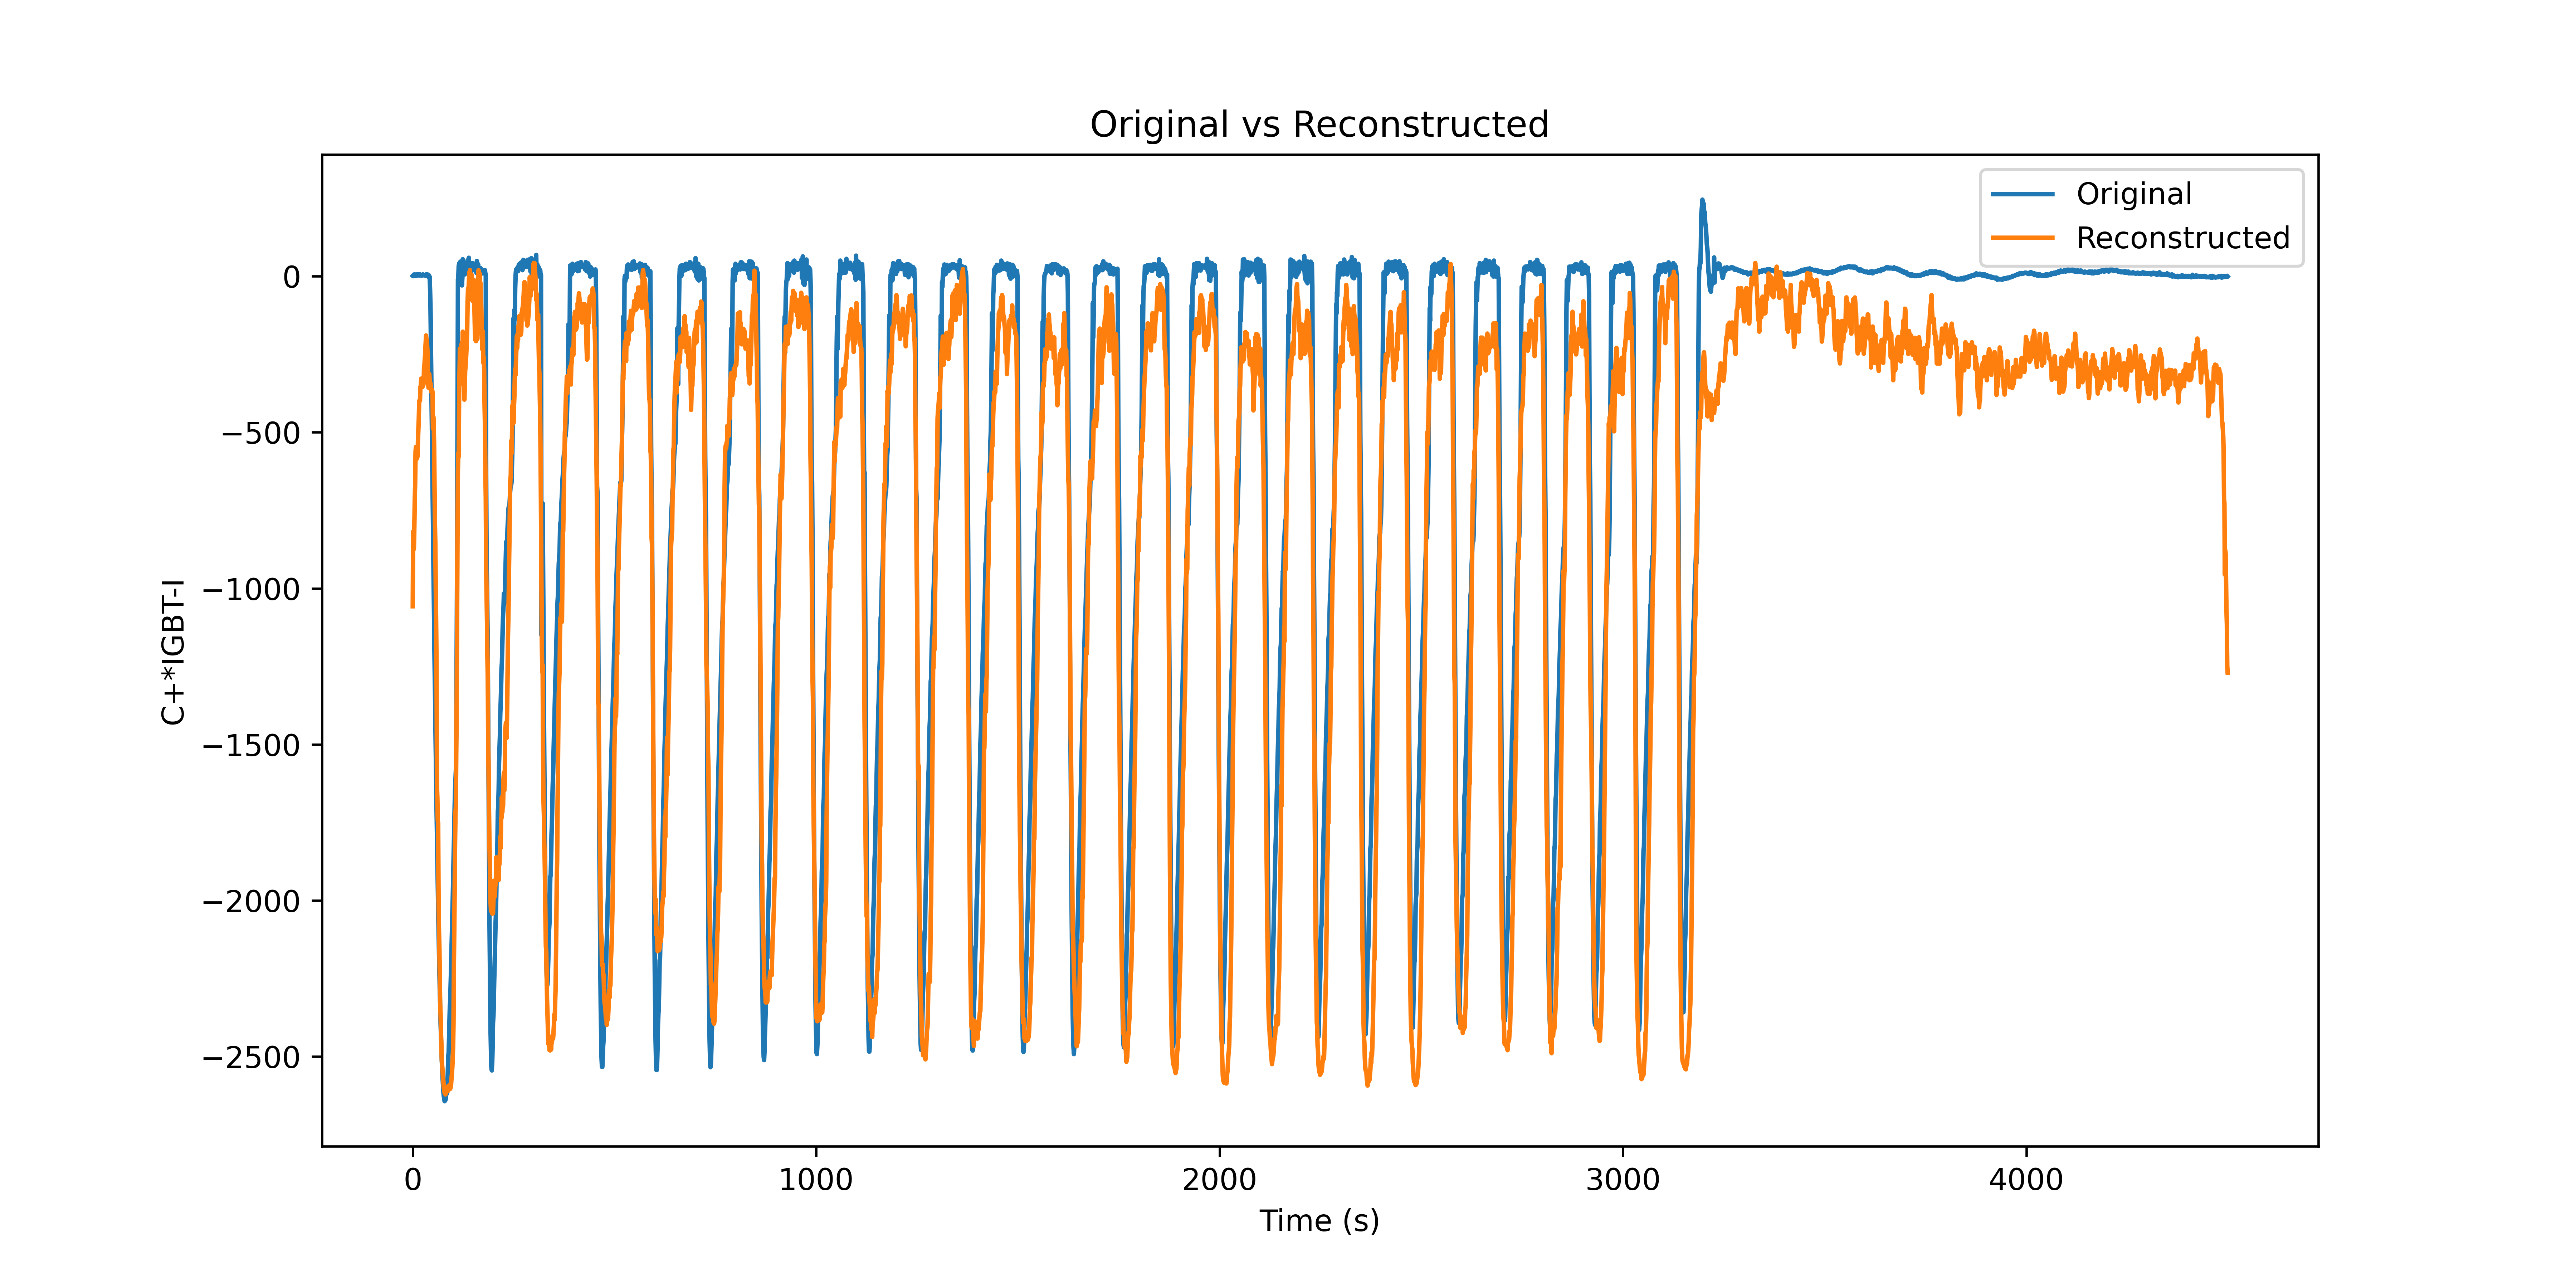 Original vs Reconstructed
Original
Reconstructed
C+*IGBT-I
0
−500
−1000
−1500
−2000
−2500
0
1000
2000
3000
4000
Time (s)